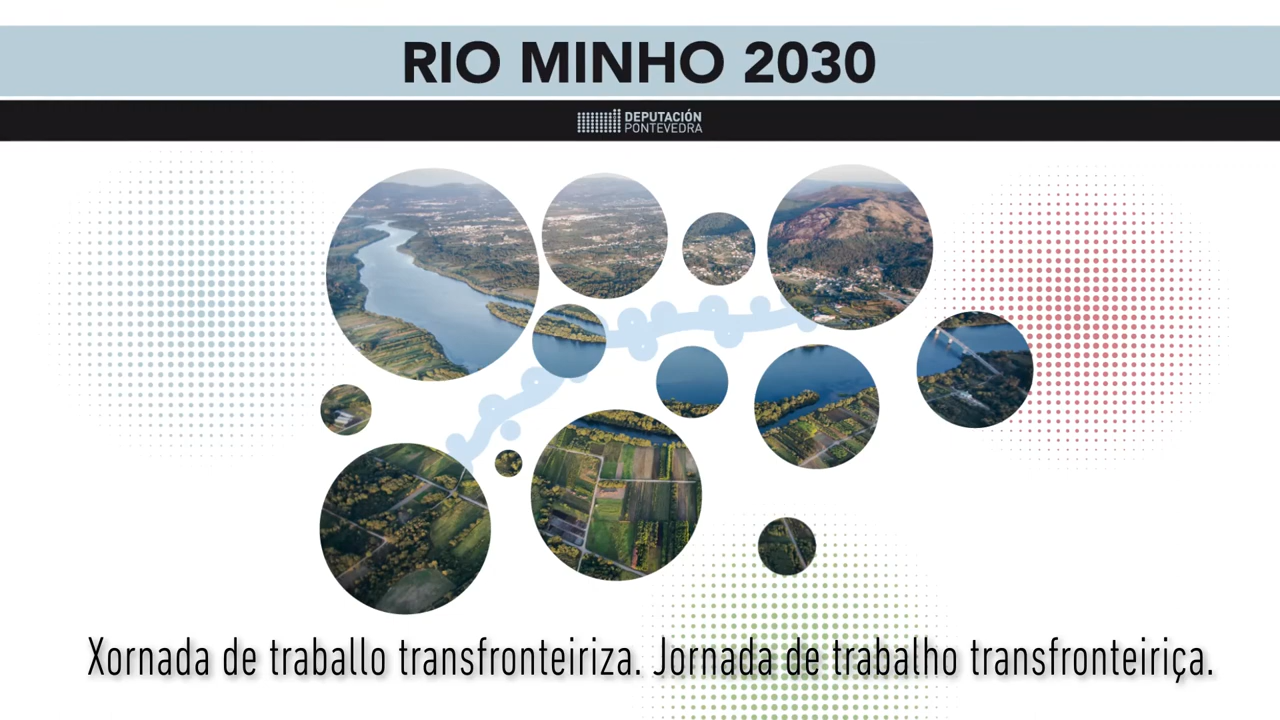 RIO MINHO 2030
DEPUTACIÓN
PONTEVEDRA
Xornada de traballo transfronteiriza. Jornada de trabalho transfronteiriça.